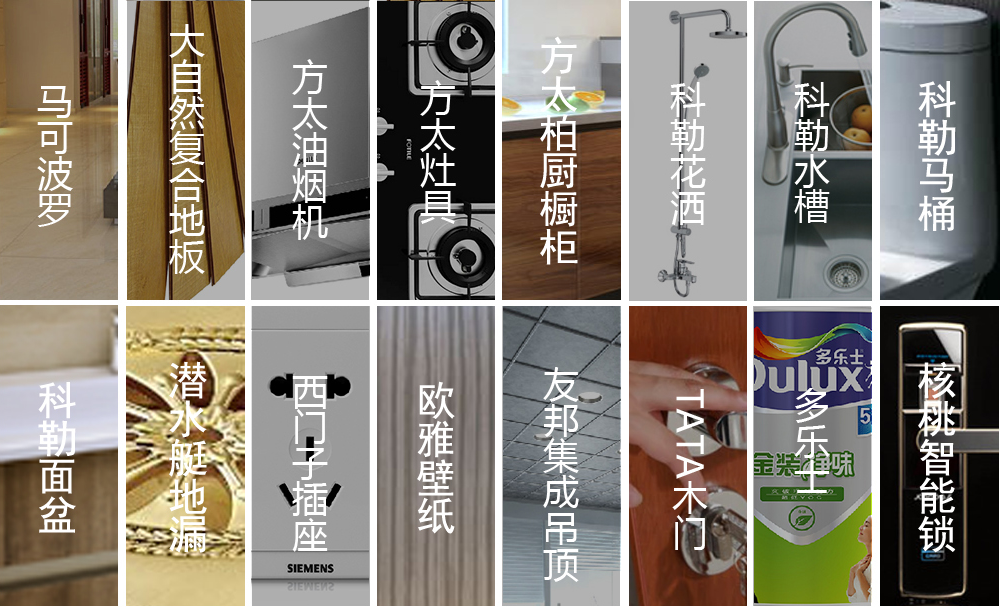 马可波罗
大自然复合地板
方太油烟机
方太灶具
FOTILE
方太柏厨橱柜
科勒花洒
科勒水槽
科勒马桶
科勒面盆
潜水艇地漏
西门子插座
SIEMENS
欧雅壁纸
友邦集成吊顶
TATA木门
多乐士
Dulux
多乐士
金装净味
核桃智能锁